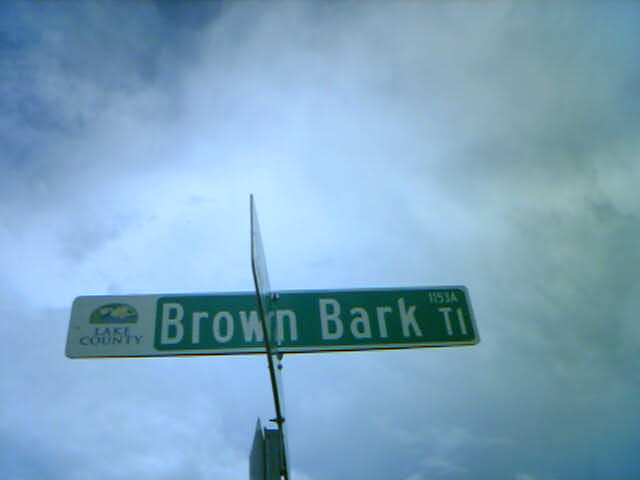 LAKE
COUNTY
Brown Bark Tl
1153A